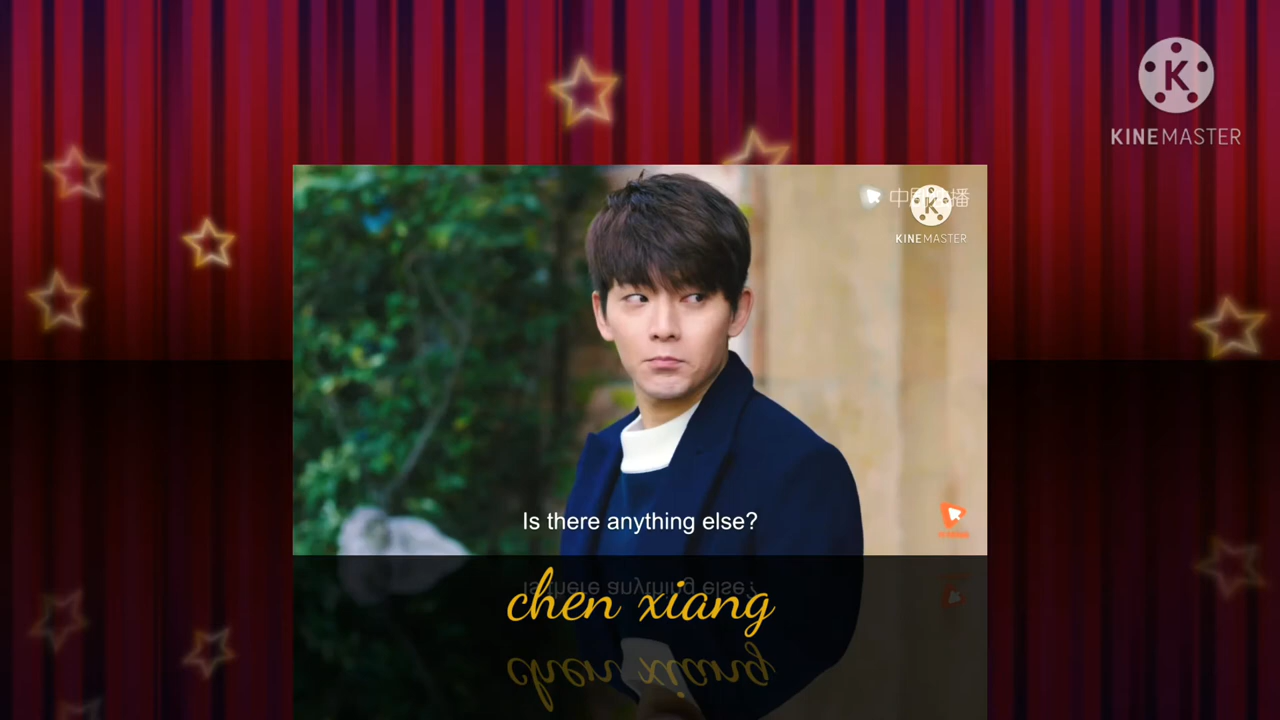 K
KINEMASTER
K
KINEMASTER
Is there anything else?
chen xiang